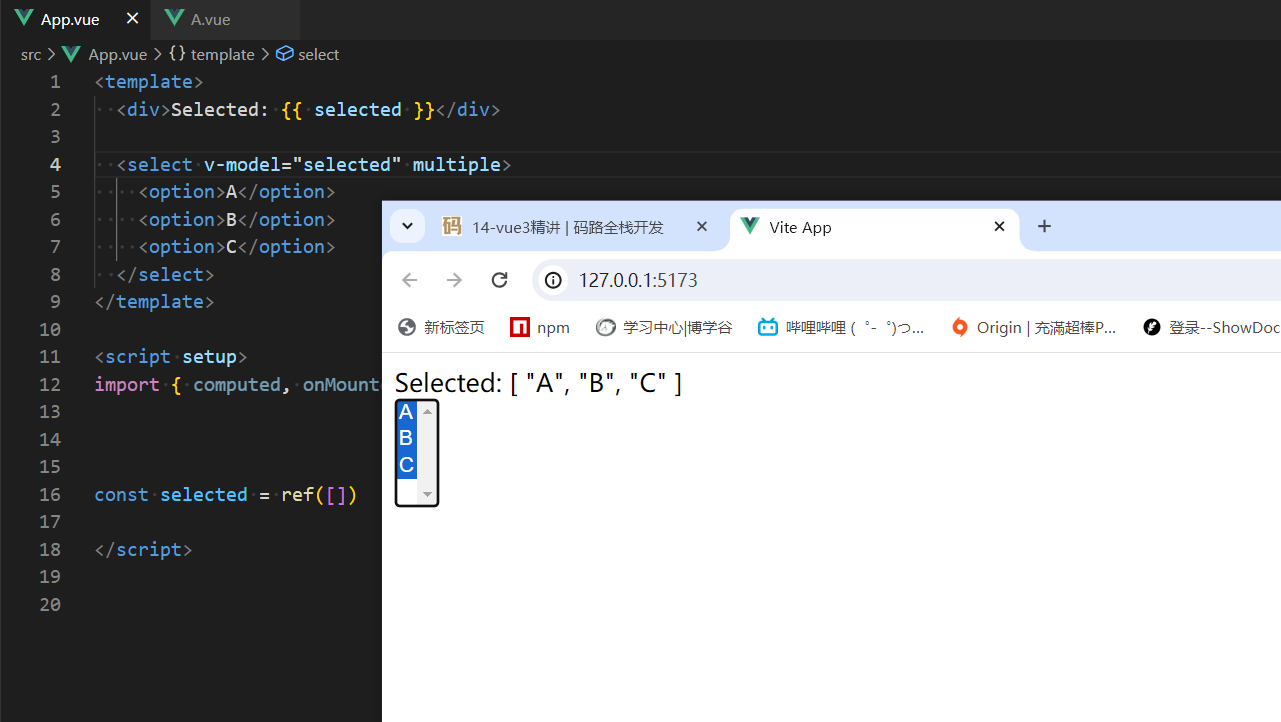 App.vue
A.vue
src > App.vue > {} template > select
1 <template>
2 <div>Selected: {{ selected }}</div>
3
4 <select v-model="selected" multiple>
5 <option>A</option>
6 <option>B</option>
7 <option>C</option>
8 </select>
9 </template>
10
11 <script setup>
12 import { computed, onMount
13
14
15
16 const selected = ref([])
17
18 </script>
19
20
码 14-vue3精讲 | 码路全栈开发
Vite App
127.0.0.1:5173
新标签页
npm
学习中心|博学谷
哔哩哔哩 (゜-゜)つ...
Origin | 充滿超棒P...
登录--ShowDoc
Selected: [ "A", "B", "C" ]
A
B
C